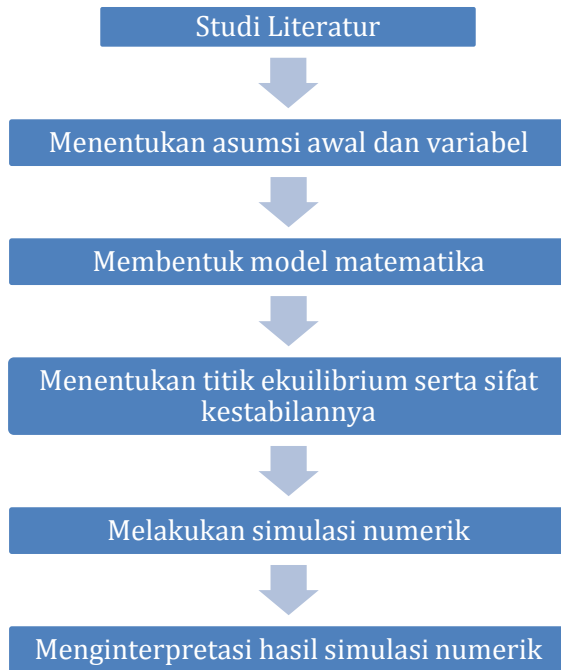 Studi Literatur
Menentukan asumsi awal dan variabel
Membentuk model matematika
Menentukan titik ekuilibrium serta sifat
kestabilannya
Melakukan simulasi numerik
Menginterpretasi hasil simulasi numerik